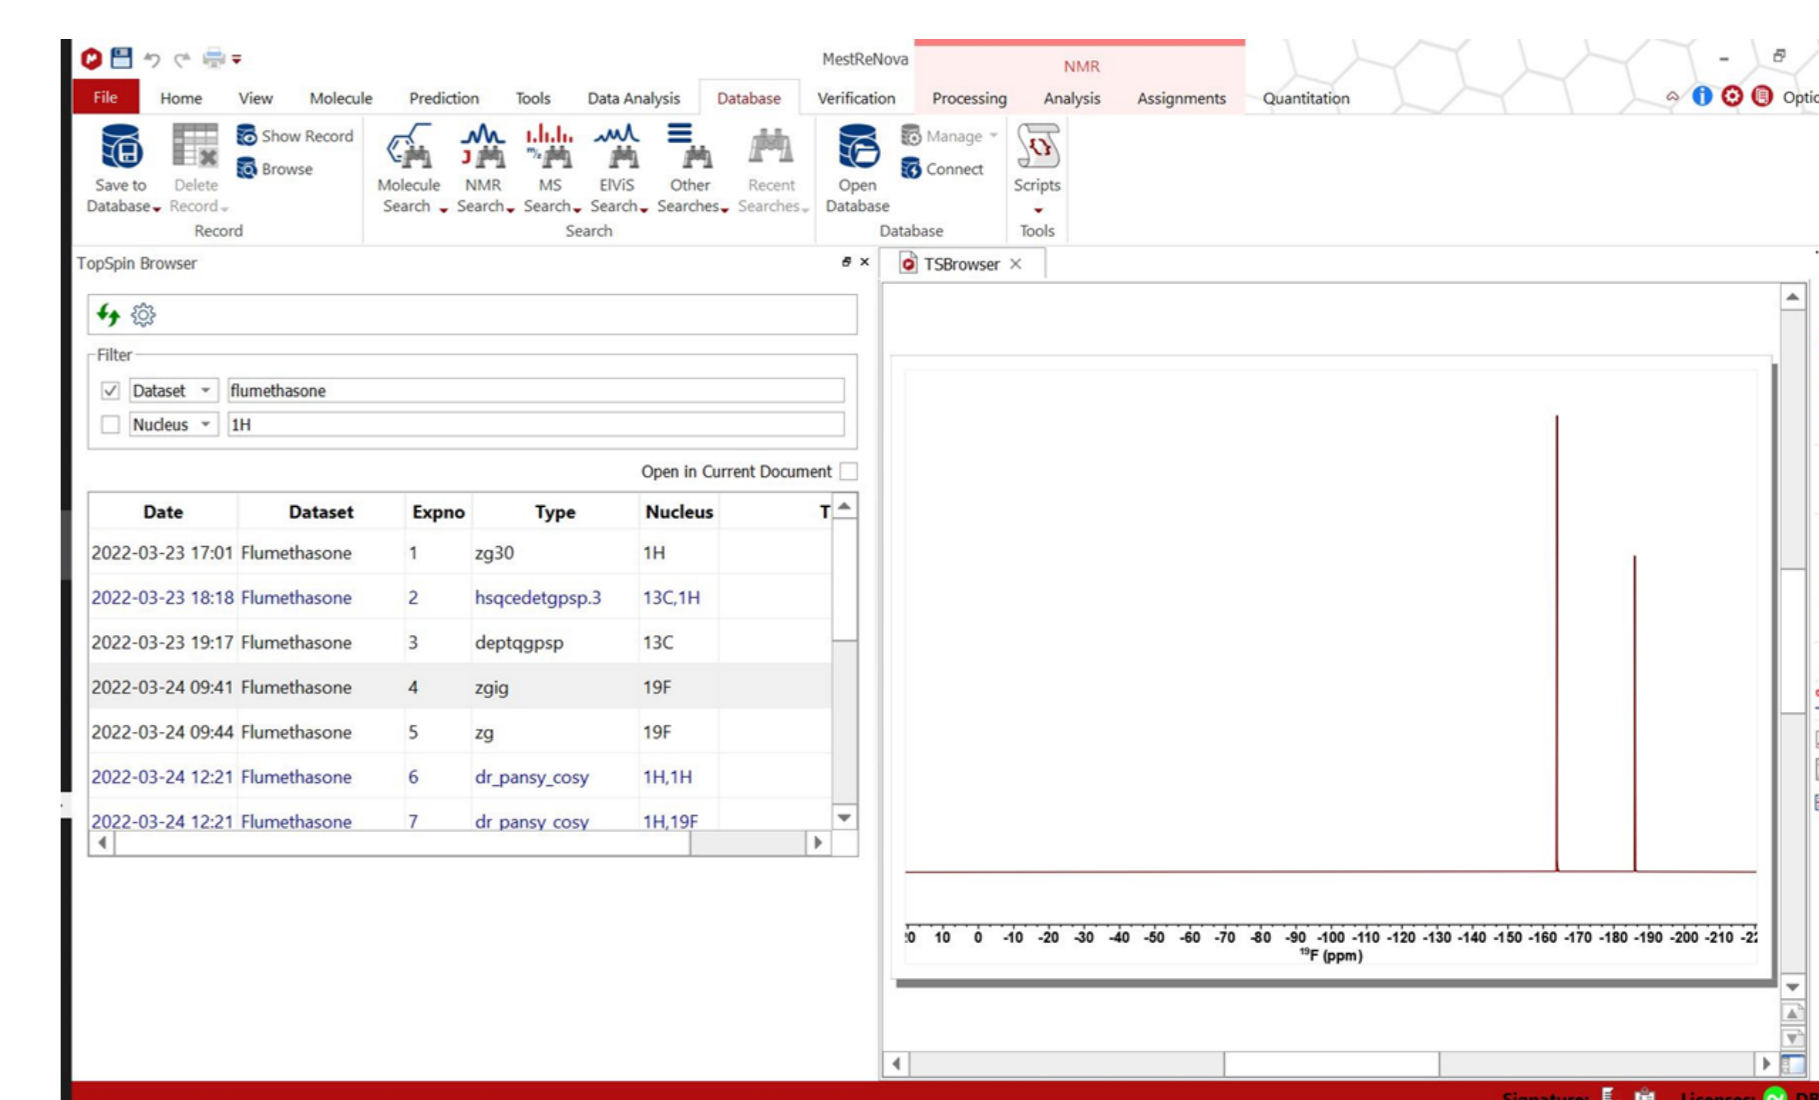 MestReNova
NMR
File Home View Molecule Prediction Tools Data Analysis Database Verification Processing Analysis Assignments Quantitation
Save to Database
Delete Record
Show Record
Browse
Record
Molecule Search
NMR Search
MS Search
ElViS Search
Other Searches
Recent Searches
Search
Open Database
Manage
Connect
Database
Scripts
Tools
TopSpin Browser
TSBrowser
Filter
Dataset flumethasone
Nucleus 1H
Open in Current Document
Date Dataset Expno Type Nucleus T
2022-03-23 17:01 Flumethasone 1 zg30 1H
2022-03-23 18:18 Flumethasone 2 hsqcedetgpsp.3 13C,1H
2022-03-23 19:17 Flumethasone 3 deptqgpsp 13C
2022-03-24 09:41 Flumethasone 4 zgig 19F
2022-03-24 09:44 Flumethasone 5 zg 19F
2022-03-24 12:21 Flumethasone 6 dr_pansy_cosy 1H,1H
2022-03-24 12:21 Flumethasone 7 dr_pansy_cosy 1H,19F
10 0 -10 -20 -30 -40 -50 -60 -70 -80 -90 -100 -110 -120 -130 -140 -150 -160 -170 -180 -190 -200 -210
19F (ppm)